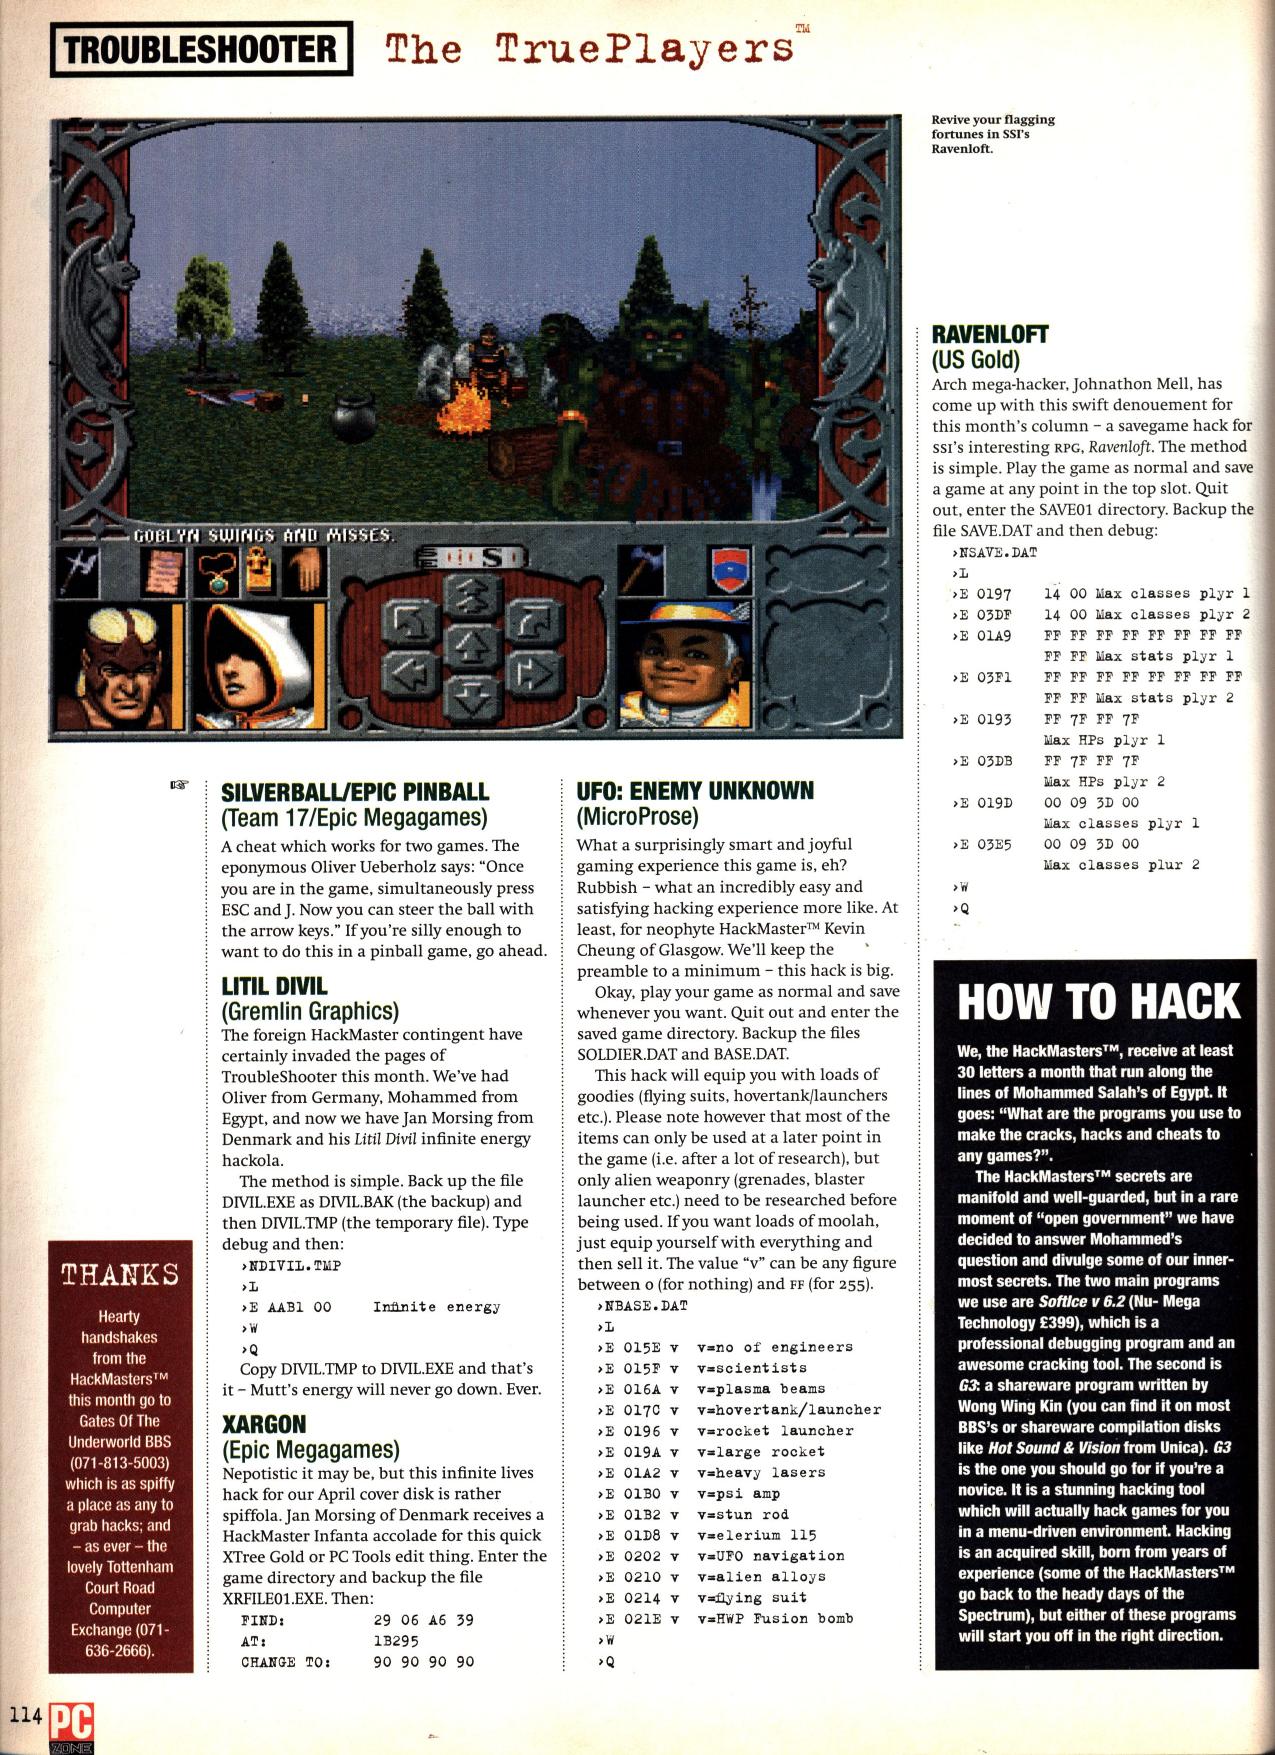 TROUBLESHOOTER
The TruePlayers™
Revive your flagging
fortunes in SSI's
Ravenloft.
GOBLYN SWINGS AND MISSES.
S
☞
SILVERBALL/EPIC PINBALL
(Team 17/Epic Megagames)
A cheat which works for two games. The
eponymous Oliver Ueberholz says: “Once
you are in the game, simultaneously press
ESC and J. Now you can steer the ball with
the arrow keys.” If you're silly enough to
want to do this in a pinball game, go ahead.
LITIL DIVIL
(Gremlin Graphics)
The foreign HackMaster contingent have
certainly invaded the pages of
TroubleShooter this month. We've had
Oliver from Germany, Mohammed from
Egypt, and now we have Jan Morsing from
Denmark and his Litil Divil infinite energy
hackola.
The method is simple. Back up the file
DIVIL.EXE as DIVIL.BAK (the backup) and
then DIVIL.TMP (the temporary file). Type
debug and then:
>NDIVIL.TMP
>L
>E AAB1 00 Infinite energy
>W
>Q
Copy DIVIL.TMP to DIVIL.EXE and that's
it – Mutt's energy will never go down. Ever.
XARGON
(Epic Megagames)
Nepotistic it may be, but this infinite lives
hack for our April cover disk is rather
spiffola. Jan Morsing of Denmark receives a
HackMaster Infanta accolade for this quick
XTree Gold or PC Tools edit thing. Enter the
game directory and backup the file
XRFILE01.EXE. Then:
FIND: 29 06 A6 39
AT: 1B295
CHANGE TO: 90 90 90 90
UFO: ENEMY UNKNOWN
(MicroProse)
What a surprisingly smart and joyful
gaming experience this game is, eh?
Rubbish – what an incredibly easy and
satisfying hacking experience more like. At
least, for neophyte HackMaster™ Kevin
Cheung of Glasgow. We'll keep the
preamble to a minimum – this hack is big.
Okay, play your game as normal and save
whenever you want. Quit out and enter the
saved game directory. Backup the files
SOLDIER.DAT and BASE.DAT.
This hack will equip you with loads of
goodies (flying suits, hovertank/launchers
etc.). Please note however that most of the
items can only be used at a later point in
the game (i.e. after a lot of research), but
only alien weaponry (grenades, blaster
launcher etc.) need to be researched before
being used. If you want loads of moolah,
just equip yourself with everything and
then sell it. The value “v” can be any figure
between 0 (for nothing) and FF (for 255).
>NBASE.DAT
>L
>E 015E v v=no of engineers
>E 015F v v=scientists
>E 016A v v=plasma beams
>E 017C v v=hovertank/launcher
>E 0196 v v=rocket launcher
>E 019A v v=large rocket
>E 01A2 v v=heavy lasers
>E 01B0 v v=psi amp
>E 01B2 v v=stun rod
>E 01D8 v v=elerium 115
>E 0202 v v=UFO navigation
>E 0210 v v=alien alloys
>E 0214 v v=flying suit
>E 021E v v=HWP Fusion bomb
>W
>Q
RAVENLOFT
(US Gold)
Arch mega-hacker, Johnathon Mell, has
come up with this swift denouement for
this month's column – a savegame hack for
SSI's interesting RPG, Ravenloft. The method
is simple. Play the game as normal and save
a game at any point in the top slot. Quit
out, enter the SAVE01 directory. Backup the
file SAVE.DAT and then debug:
>NSAVE.DAT
>L
>E 0197 14 00 Max classes plyr 1
>E 03DF 14 00 Max classes plyr 2
>E 01A9 FF FF FF FF FF FF FF FF
FF FF Max stats plyr 1
>E 03F1 FF FF FF FF FF FF FF FF
FF FF Max stats plyr 2
>E 0193 FF 7F FF 7F
Max HPs plyr 1
>E 03DB FF 7F FF 7F
Max HPs plyr 2
>E 019D 00 09 3D 00
Max classes plyr 1
>E 03E5 00 09 3D 00
Max classes plur 2
>W
>Q
HOW TO HACK
We, the HackMasters™, receive at least
30 letters a month that run along the
lines of Mohammed Salah's of Egypt. It
goes: “What are the programs you use to
make the cracks, hacks and cheats to
any games?”.
The HackMasters™ secrets are
manifold and well-guarded, but in a rare
moment of “open government” we have
decided to answer Mohammed's
question and divulge some of our inner-
most secrets. The two main programs
we use are SoftIce v 6.2 (Nu- Mega
Technology £399), which is a
professional debugging program and an
awesome cracking tool. The second is
G3: a shareware program written by
Wong Wing Kin (you can find it on most
BBS's or shareware compilation disks
like Hot Sound & Vision from Unica). G3
is the one you should go for if you're a
novice. It is a stunning hacking tool
which will actually hack games for you
in a menu-driven environment. Hacking
is an acquired skill, born from years of
experience (some of the HackMasters™
go back to the heady days of the
Spectrum), but either of these programs
will start you off in the right direction.
THANKS
Hearty
handshakes
from the
HackMasters™
this month go to
Gates Of The
Underworld BBS
(071-813-5003)
which is as spiffy
a place as any to
grab hacks; and
– as ever – the
lovely Tottenham
Court Road
Computer
Exchange (071-
636-2666).
114
PC
ZONE